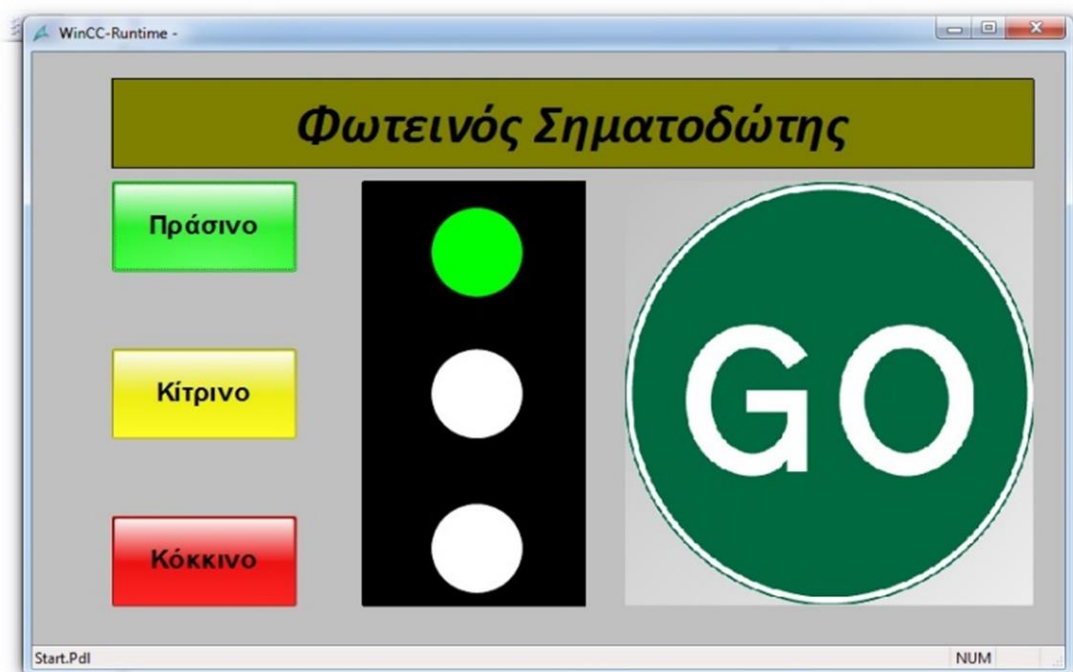 WinCC-Runtime -
Φωτεινός Σηματοδώτης
Πράσινο
Κίτρινο
Κόκκινο
GO
Start.Pdl
NUM